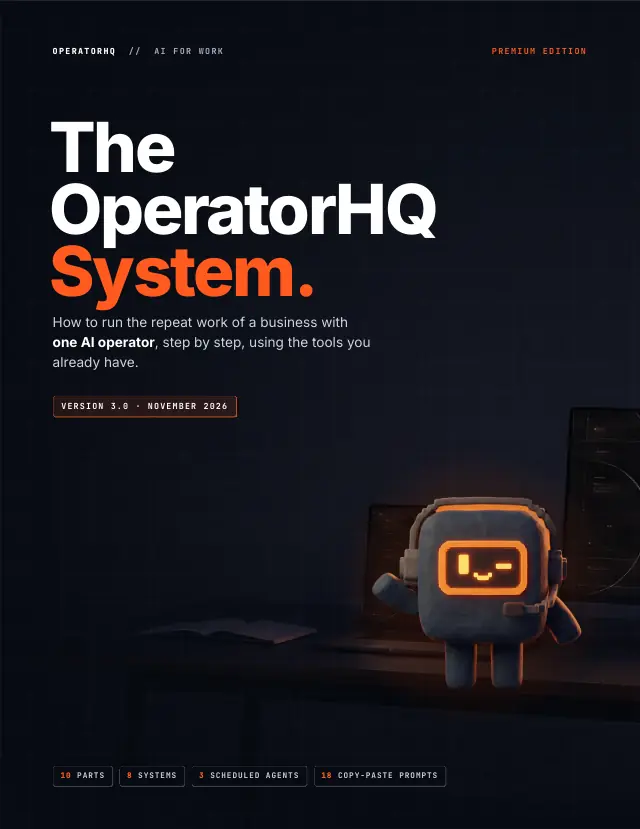 OPERATORHQ // AI FOR WORK
PREMIUM EDITION
The
OperatorHQ
System.
How to run the repeat work of a business with
one AI operator, step by step, using the tools you
already have.
VERSION 3.0 · NOVEMBER 2026
10 PARTS
8 SYSTEMS
3 SCHEDULED AGENTS
18 COPY-PASTE PROMPTS